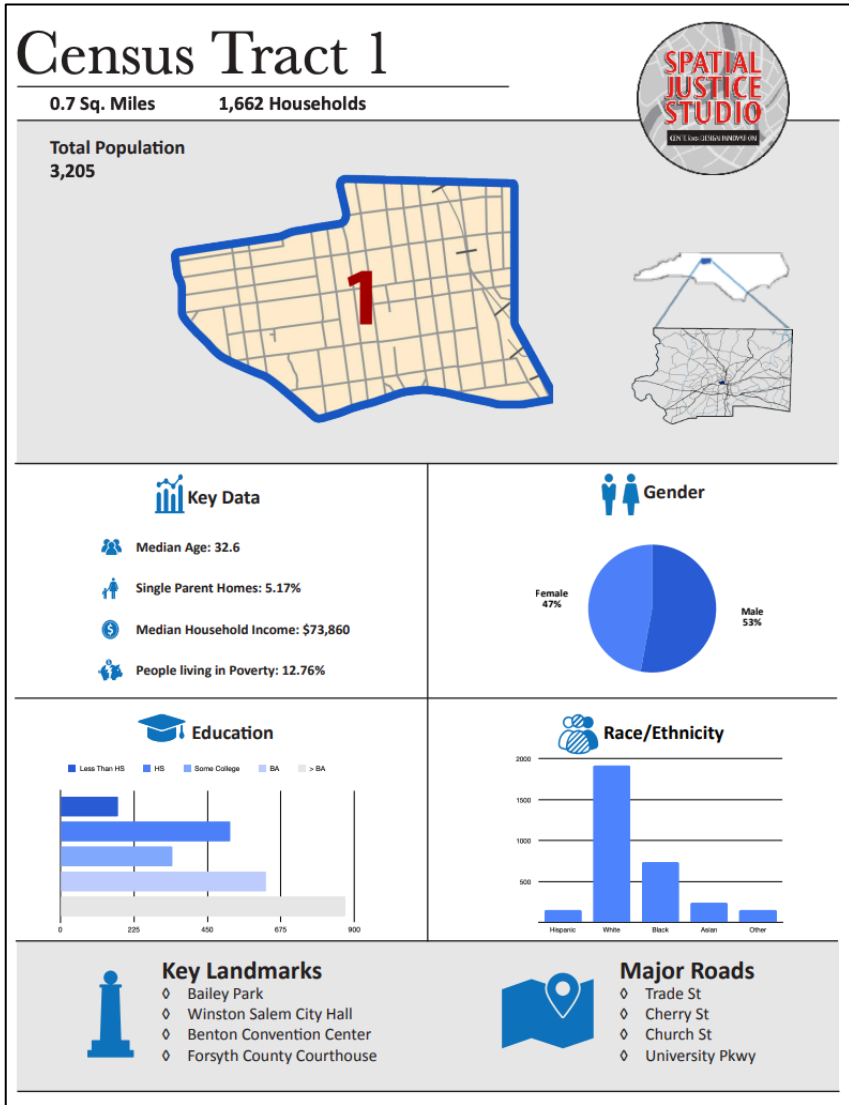 Census Tract 1
0.7 Sq. Miles 1,662 Households
SPATIAL
JUSTICE
STUDIO
Total Population
3,205
1
Key Data
Median Age: 32.6
Single Parent Homes: 5.17%
Median Household Income: $73,860
People living in Poverty: 12.76%
Gender
Female
47%
Male
53%
Education
Less Than HS HS Some College BA > BA
0 225 450 675 900
Race/Ethnicity
2000
1500
1000
500
Hispanic White Black Asian Other
Key Landmarks
◊ Bailey Park
◊ Winston Salem City Hall
◊ Benton Convention Center
◊ Forsyth County Courthouse
Major Roads
◊ Trade St
◊ Cherry St
◊ Church St
◊ University Pkwy